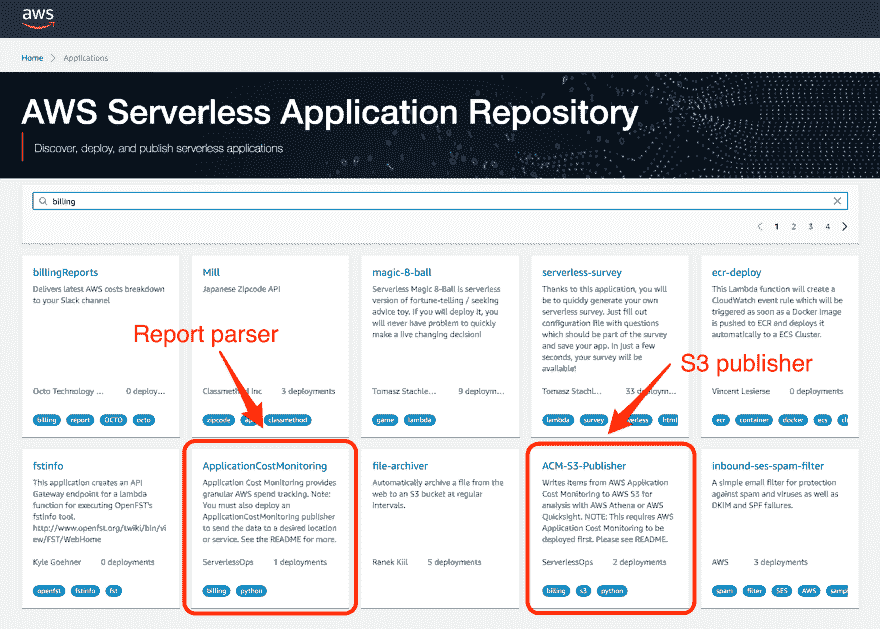 aws
Home > Applications
AWS Serverless Application Repository
Discover, deploy, and publish serverless applications
billing
1 2 3 4
billingReports
Delivers latest AWS costs breakdown
to your Slack channel
Octo Technology ... 0 deploy...
billing report OCTO octo
Mill
Japanese Zipcode API
Classmethod Inc 3 deployments
zipcode classmethod
magic-8-ball
Serverless Magic 8-Ball is serverless
version of fortune-telling / seeking
advice toy. If you will deploy it, you
will never have problem to quickly
make a live changing decision!
Tomasz Stachle... 9 deploymn...
game lambda
serverless-survey
Thanks to this application, you will
be to quickly generate your own
serverless survey. Just fill out
configuration file with questions
which should be part of the survey
and save your app. In just a few
seconds, your survey will be
available!
Tomasz Stachl... 33
lambda survey html
ecr-deploy
This Lambda function will create a
CloudWatch event rule which will be
triggered as soon as a Docker image
is pushed to ECR and deploys it
automatically to a ECS Cluster.
Vincent Lesierse 0 deployments
ecr container docker ecs
Report parser
S3 publisher
fstinfo
This application creates an API
Gateway endpoint for a lambda
function for executing OpenFST's
fstinfo tool.
http://www.openfst.org/twiki/bin/vi
ew/FST/WebHome
Kyle Goehner 0 deployments
openfst fstinfo fst
ApplicationCostMonitoring
Application Cost Monitoring provides
granular AWS spend tracking. Note:
You must also deploy an
ApplicationCostMonitoring publisher
to send the data to a desired location
or service. See the README for more.
ServerlessOps 1 deployments
billing python
file-archiver
Automatically archive a file from the
web to an S3 bucket at regular
intervals.
Ranek Kiil 5 deployments
ACM-S3-Publisher
Writes items from AWS Application
Cost Monitoring to AWS S3 for
analysis with AWS Athena or AWS
Quicksight. NOTE: This requires AWS
Application Cost Monitoring to be
deployed first. Please see README.
ServerlessOps 2 deployments
billing s3 python
inbound-ses-spam-filter
A simple email filter for protection
against spam and viruses as well as
DKIM and SPF failures.
AWS 3 deployments
spam filter SES AWS